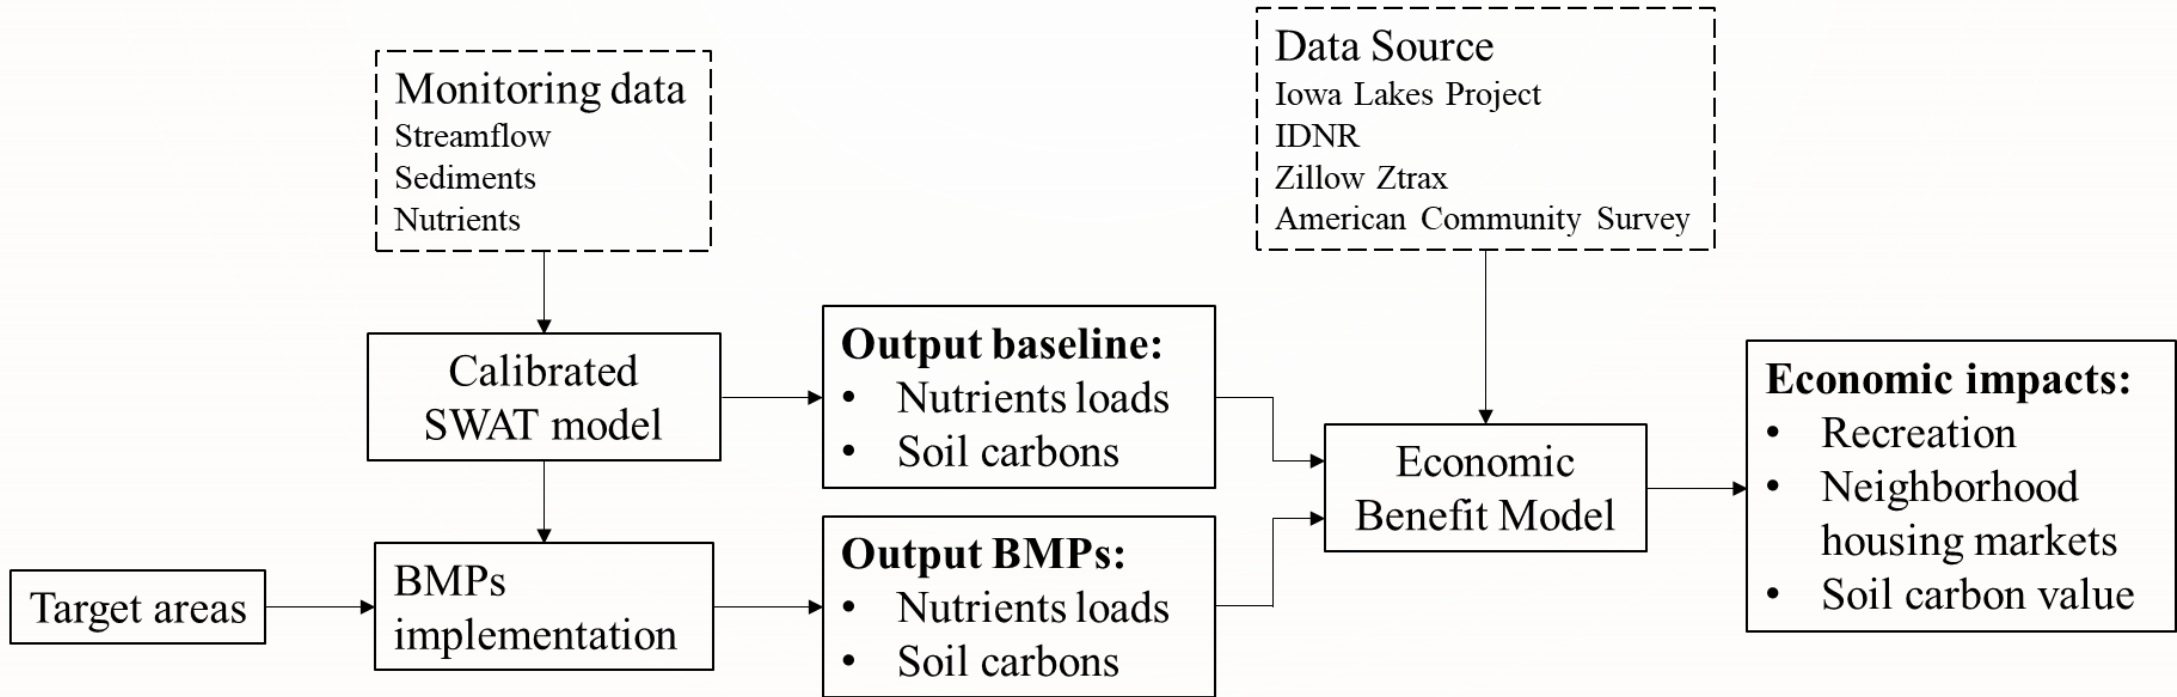 Monitoring data
Streamflow
Sediments
Nutrients
Data Source
Iowa Lakes Project
IDNR
Zillow Ztrax
American Community Survey
Calibrated
SWAT model
Output baseline:
• Nutrients loads
• Soil carbons
Economic
Benefit Model
Economic impacts:
• Recreation
• Neighborhood
housing markets
• Soil carbon value
Target areas
BMPs
implementation
Output BMPs:
• Nutrients loads
• Soil carbons